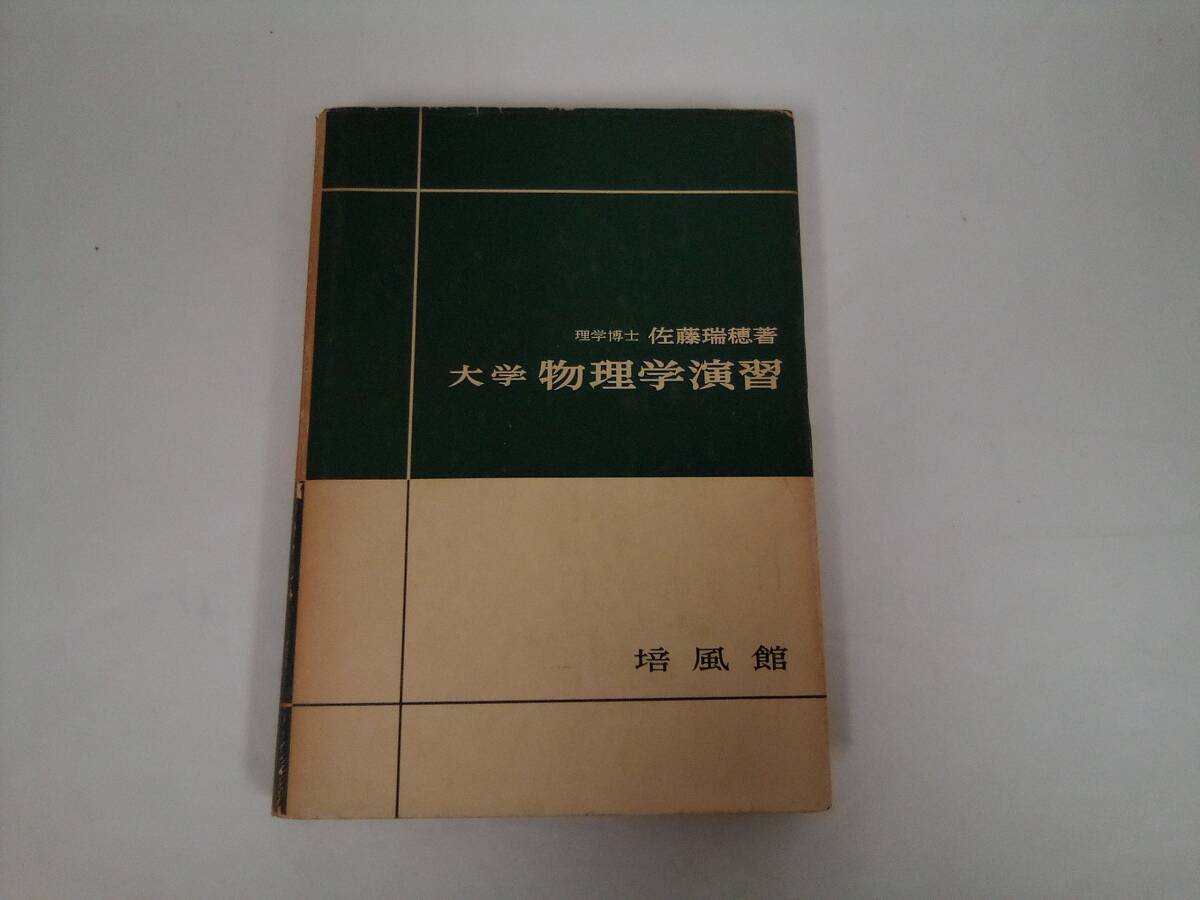 理学博士 佐藤瑞穂著
大学 物理学演習
培風館